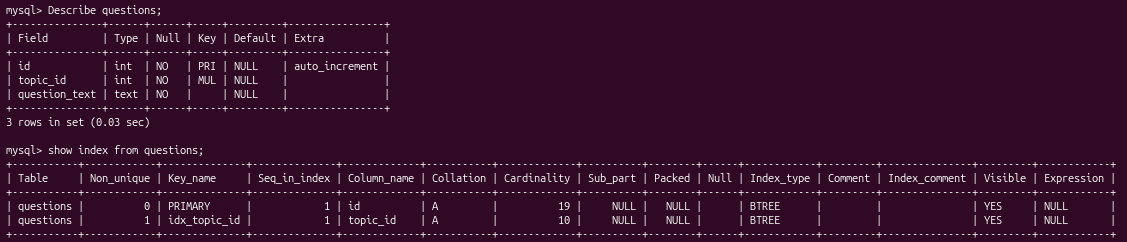 mysql> Describe questions;
+---------------+------+------+-----+---------+----------------+
| Field         | Type | Null | Key | Default | Extra          |
+---------------+------+------+-----+---------+----------------+
| id            | int  | NO   | PRI | NULL    | auto_increment |
| topic_id      | int  | NO   | MUL | NULL    |                |
| question_text | text | NO   |     | NULL    |                |
+---------------+------+------+-----+---------+----------------+
3 rows in set (0.03 sec)

mysql> show index from questions;
+-----------+------------+--------------+--------------+-------------+-----------+-------------+----------+--------+------+------------+---------+---------------+---------+------------+
| Table     | Non_unique | Key_name     | Seq_in_index | Column_name | Collation | Cardinality | Sub_part | Packed | Null | Index_type | Comment | Index_comment | Visible | Expression |
+-----------+------------+--------------+--------------+-------------+-----------+-------------+----------+--------+------+------------+---------+---------------+---------+------------+
| questions |          0 | PRIMARY      |            1 | id          | A         |          19 |     NULL |   NULL |      | BTREE      |         |               | YES     | NULL       |
| questions |          1 | idx_topic_id |            1 | topic_id    | A         |          10 |     NULL |   NULL |      | BTREE      |         |               | YES     | NULL       |
+-----------+------------+--------------+--------------+-------------+-----------+-------------+----------+--------+------+------------+---------+---------------+---------+------------+